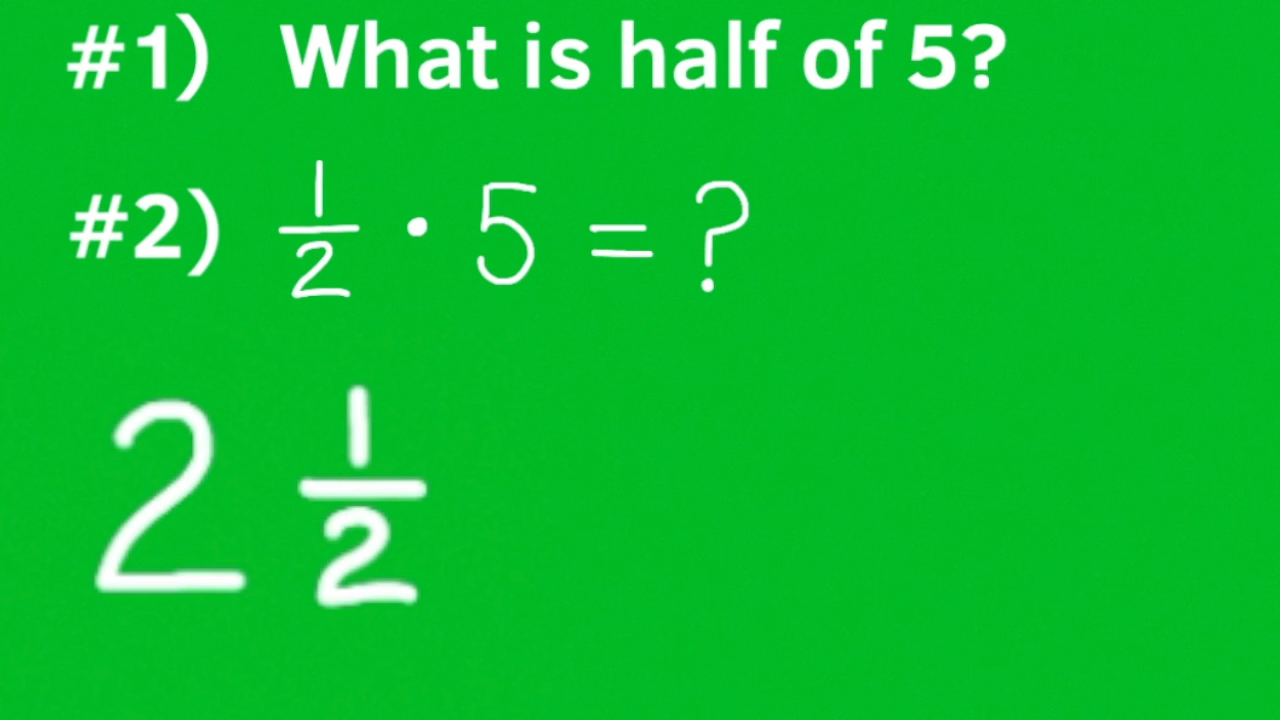 #1) What is half of 5?
#2) 1/2 · 5 = ?
2 1/2